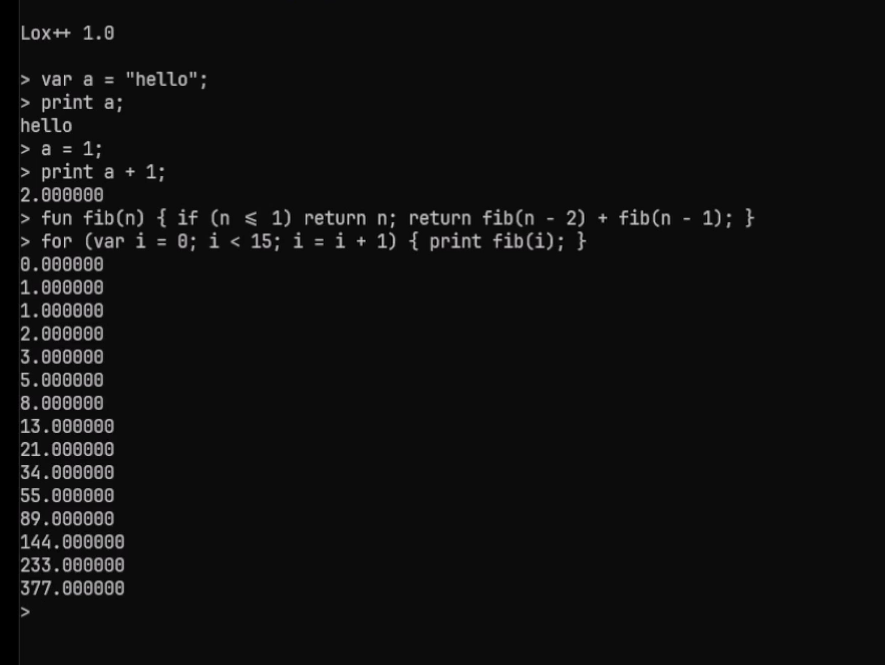 Lox++ 1.0
> var a = "hello";
> print a;
hello
> a = 1;
> print a + 1;
2.000000
> fun fib(n) { if (n <= 1) return n; return fib(n - 2) + fib(n - 1); }
> for (var i = 0; i < 15; i = i + 1) { print fib(i); }
0.000000
1.000000
1.000000
2.000000
3.000000
5.000000
8.000000
13.000000
21.000000
34.000000
55.000000
89.000000
144.000000
233.000000
377.000000
>